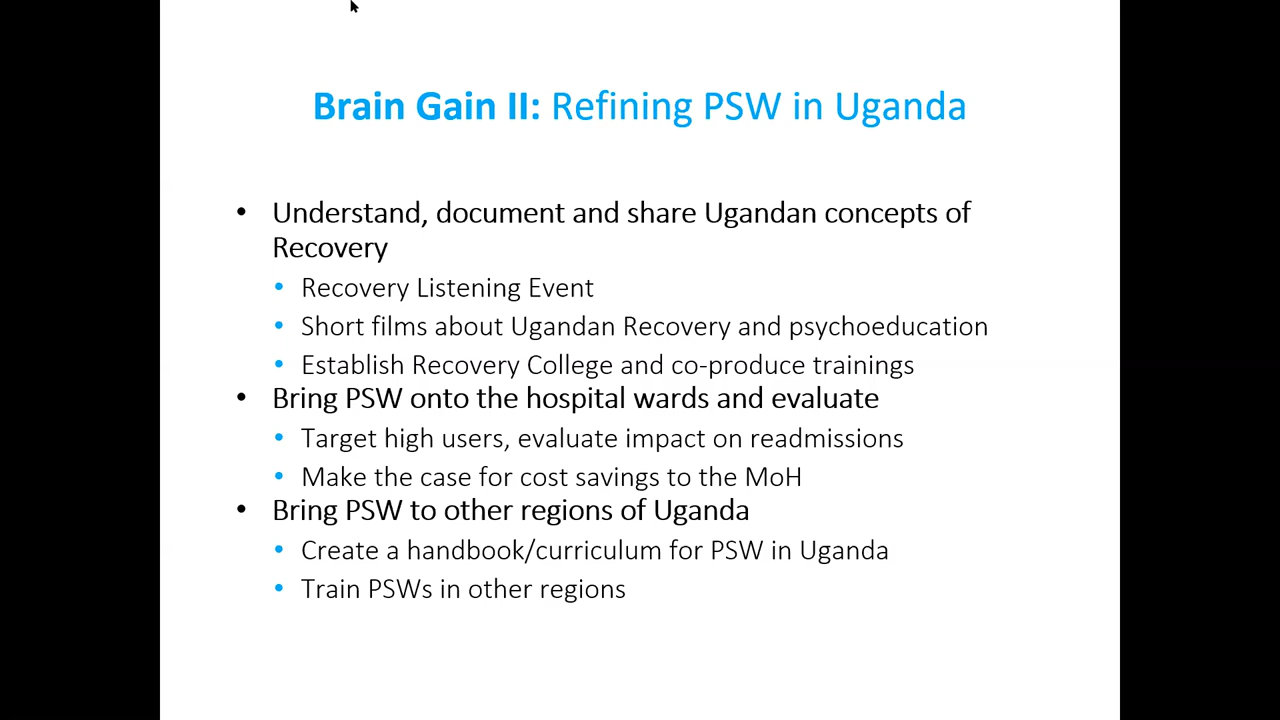 Brain Gain II: Refining PSW in Uganda
• Understand, document and share Ugandan concepts of
Recovery
• Recovery Listening Event
• Short films about Ugandan Recovery and psychoeducation
• Establish Recovery College and co-produce trainings
• Bring PSW onto the hospital wards and evaluate
• Target high users, evaluate impact on readmissions
• Make the case for cost savings to the MoH
• Bring PSW to other regions of Uganda
• Create a handbook/curriculum for PSW in Uganda
• Train PSWs in other regions